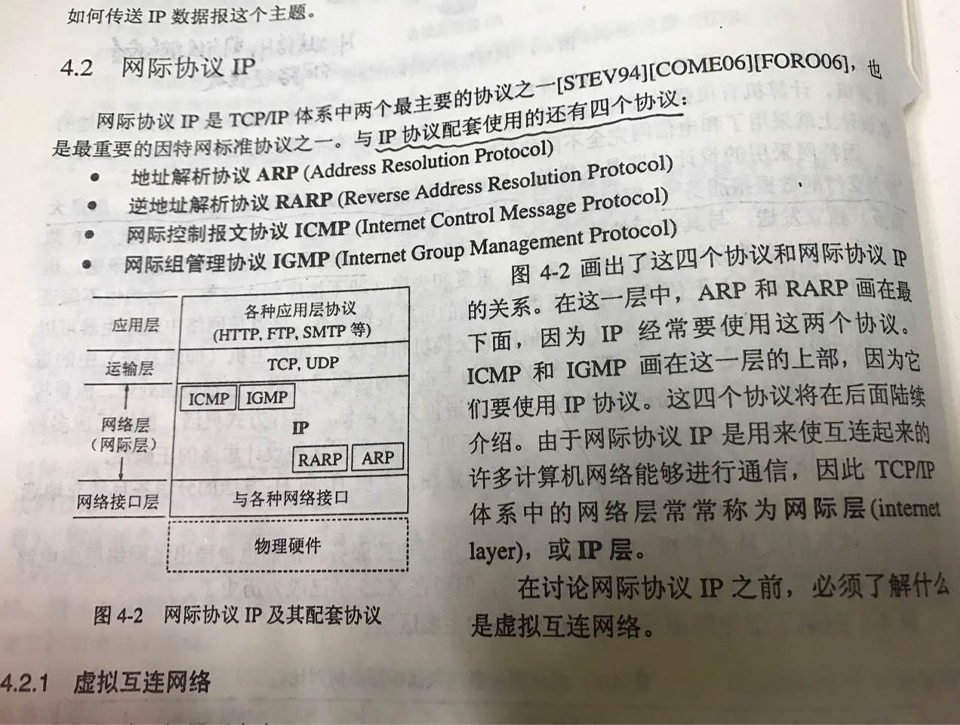 如何传送 IP 数据报这个主题。
4.2 网际协议 IP
网际协议 IP 是 TCP/IP 体系中两个最主要的协议之一[STEV94][COME06][FORO06]，也
是最重要的因特网标准协议之一。与 IP 协议配套使用的还有四个协议：
● 地址解析协议 ARP (Address Resolution Protocol)
● 逆地址解析协议 RARP (Reverse Address Resolution Protocol)
● 网际控制报文协议 ICMP (Internet Control Message Protocol)
● 网际组管理协议 IGMP (Internet Group Management Protocol)
应用层
各种应用层协议
(HTTP, FTP, SMTP 等)
运输层
TCP, UDP
ICMP IGMP
网络层
（网际层）
IP
RARP ARP
网络接口层
与各种网络接口
物理硬件
图 4-2 网际协议 IP 及其配套协议
图 4-2 画出了这四个协议和网际协议 IP
的关系。在这一层中，ARP 和 RARP 画在最
下面，因为 IP 经常要使用这两个协议。
ICMP 和 IGMP 画在这一层的上部，因为它
们要使用 IP 协议。这四个协议将在后面陆续
介绍。由于网际协议 IP 是用来使互连起来的
许多计算机网络能够进行通信，因此 TCP/IP
体系中的网络层常常称为网际层(internet
layer)，或 IP 层。
在讨论网际协议 IP 之前，必须了解什么
是虚拟互连网络。
4.2.1 虚拟互连网络